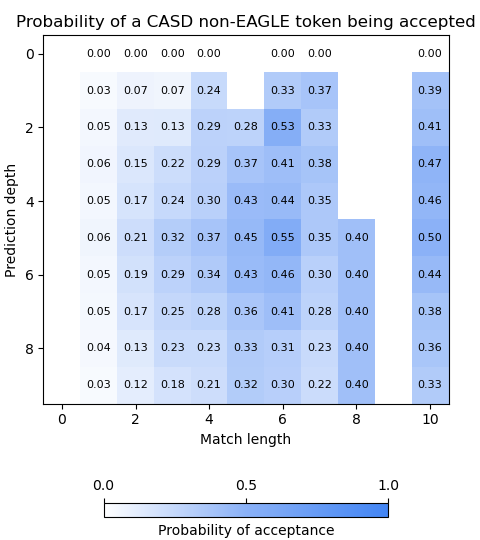 Probability of a CASD non-EAGLE token being accepted
0 0.00 0.00 0.00 0.00 0.00 0.00 0.00
0.03 0.07 0.07 0.24 0.33 0.37 0.39
2 0.05 0.13 0.13 0.29 0.28 0.53 0.33 0.41
0.06 0.15 0.22 0.29 0.37 0.41 0.38 0.47
4 0.05 0.17 0.24 0.30 0.43 0.44 0.35 0.46
0.06 0.21 0.32 0.37 0.45 0.55 0.35 0.40 0.50
6 0.05 0.19 0.29 0.34 0.43 0.46 0.30 0.40 0.44
0.05 0.17 0.25 0.28 0.36 0.41 0.28 0.40 0.38
8 0.04 0.13 0.23 0.23 0.33 0.31 0.23 0.40 0.36
0.03 0.12 0.18 0.21 0.32 0.30 0.22 0.40 0.33
Prediction depth
0 2 4 6 8 10
Match length
0.0 0.5 1.0
Probability of acceptance